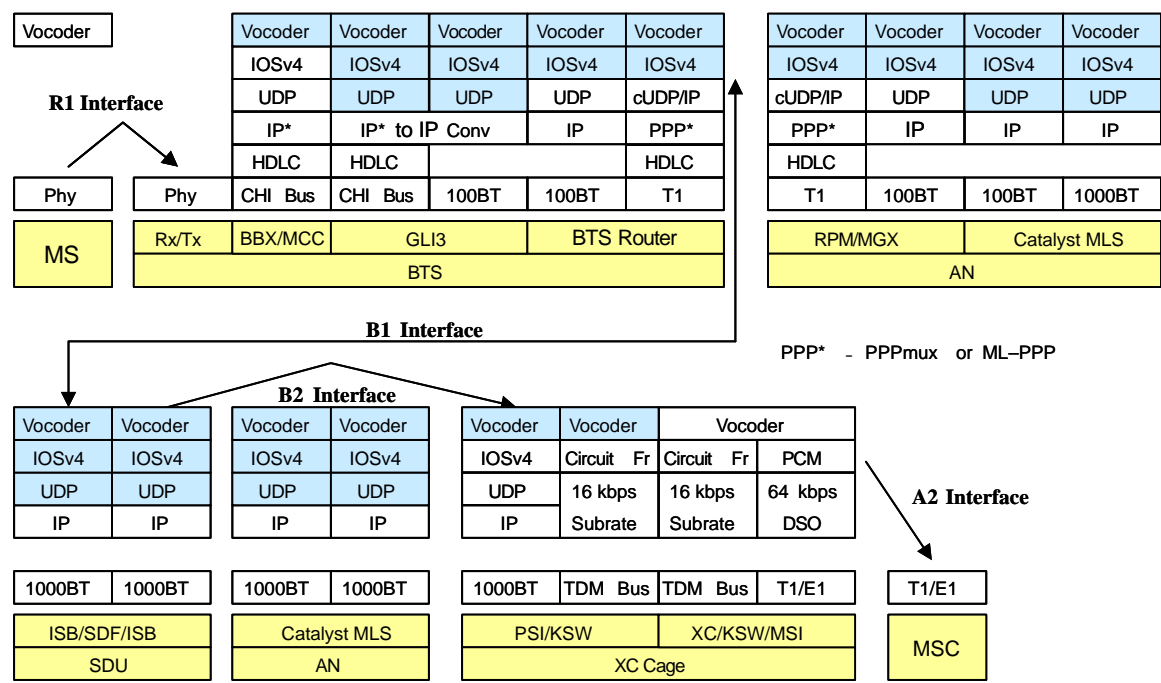 Vocoder Vocoder Vocoder Vocoder Vocoder Vocoder Vocoder Vocoder Vocoder Vocoder
IOSv4 IOSv4 IOSv4 IOSv4 IOSv4 IOSv4 IOSv4 IOSv4 IOSv4
R1 Interface UDP UDP UDP UDP cUDP/IP cUDP/IP UDP UDP UDP
IP* IP* to IP Conv IP PPP* PPP* IP IP IP
HDLC HDLC HDLC HDLC
Phy Phy CHI Bus CHI Bus 100BT 100BT T1 T1 100BT 100BT 1000BT
MS Rx/Tx BBX/MCC GLI3 BTS Router RPM/MGX Catalyst MLS
BTS AN
B1 Interface
PPP* - PPPmux or ML–PPP
B2 Interface
Vocoder Vocoder Vocoder Vocoder Vocoder Vocoder Vocoder
IOSv4 IOSv4 IOSv4 IOSv4 IOSv4 Circuit Fr Circuit Fr PCM
UDP UDP UDP UDP UDP 16 kbps 16 kbps 64 kbps
A2 Interface
IP IP IP IP IP Subrate Subrate DSO
1000BT 1000BT 1000BT 1000BT 1000BT TDM Bus TDM Bus T1/E1 T1/E1
ISB/SDF/ISB Catalyst MLS PSI/KSW XC/KSW/MSI MSC
SDU AN XC Cage